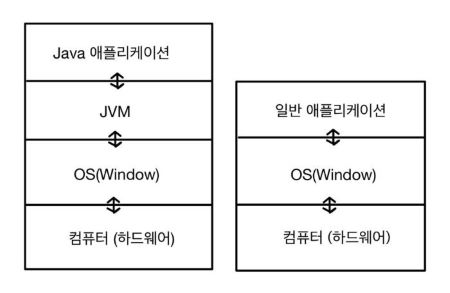 Java 애플리케이션
JVM
OS(Window)
컴퓨터 (하드웨어)
일반 애플리케이션
OS(Window)
컴퓨터 (하드웨어)